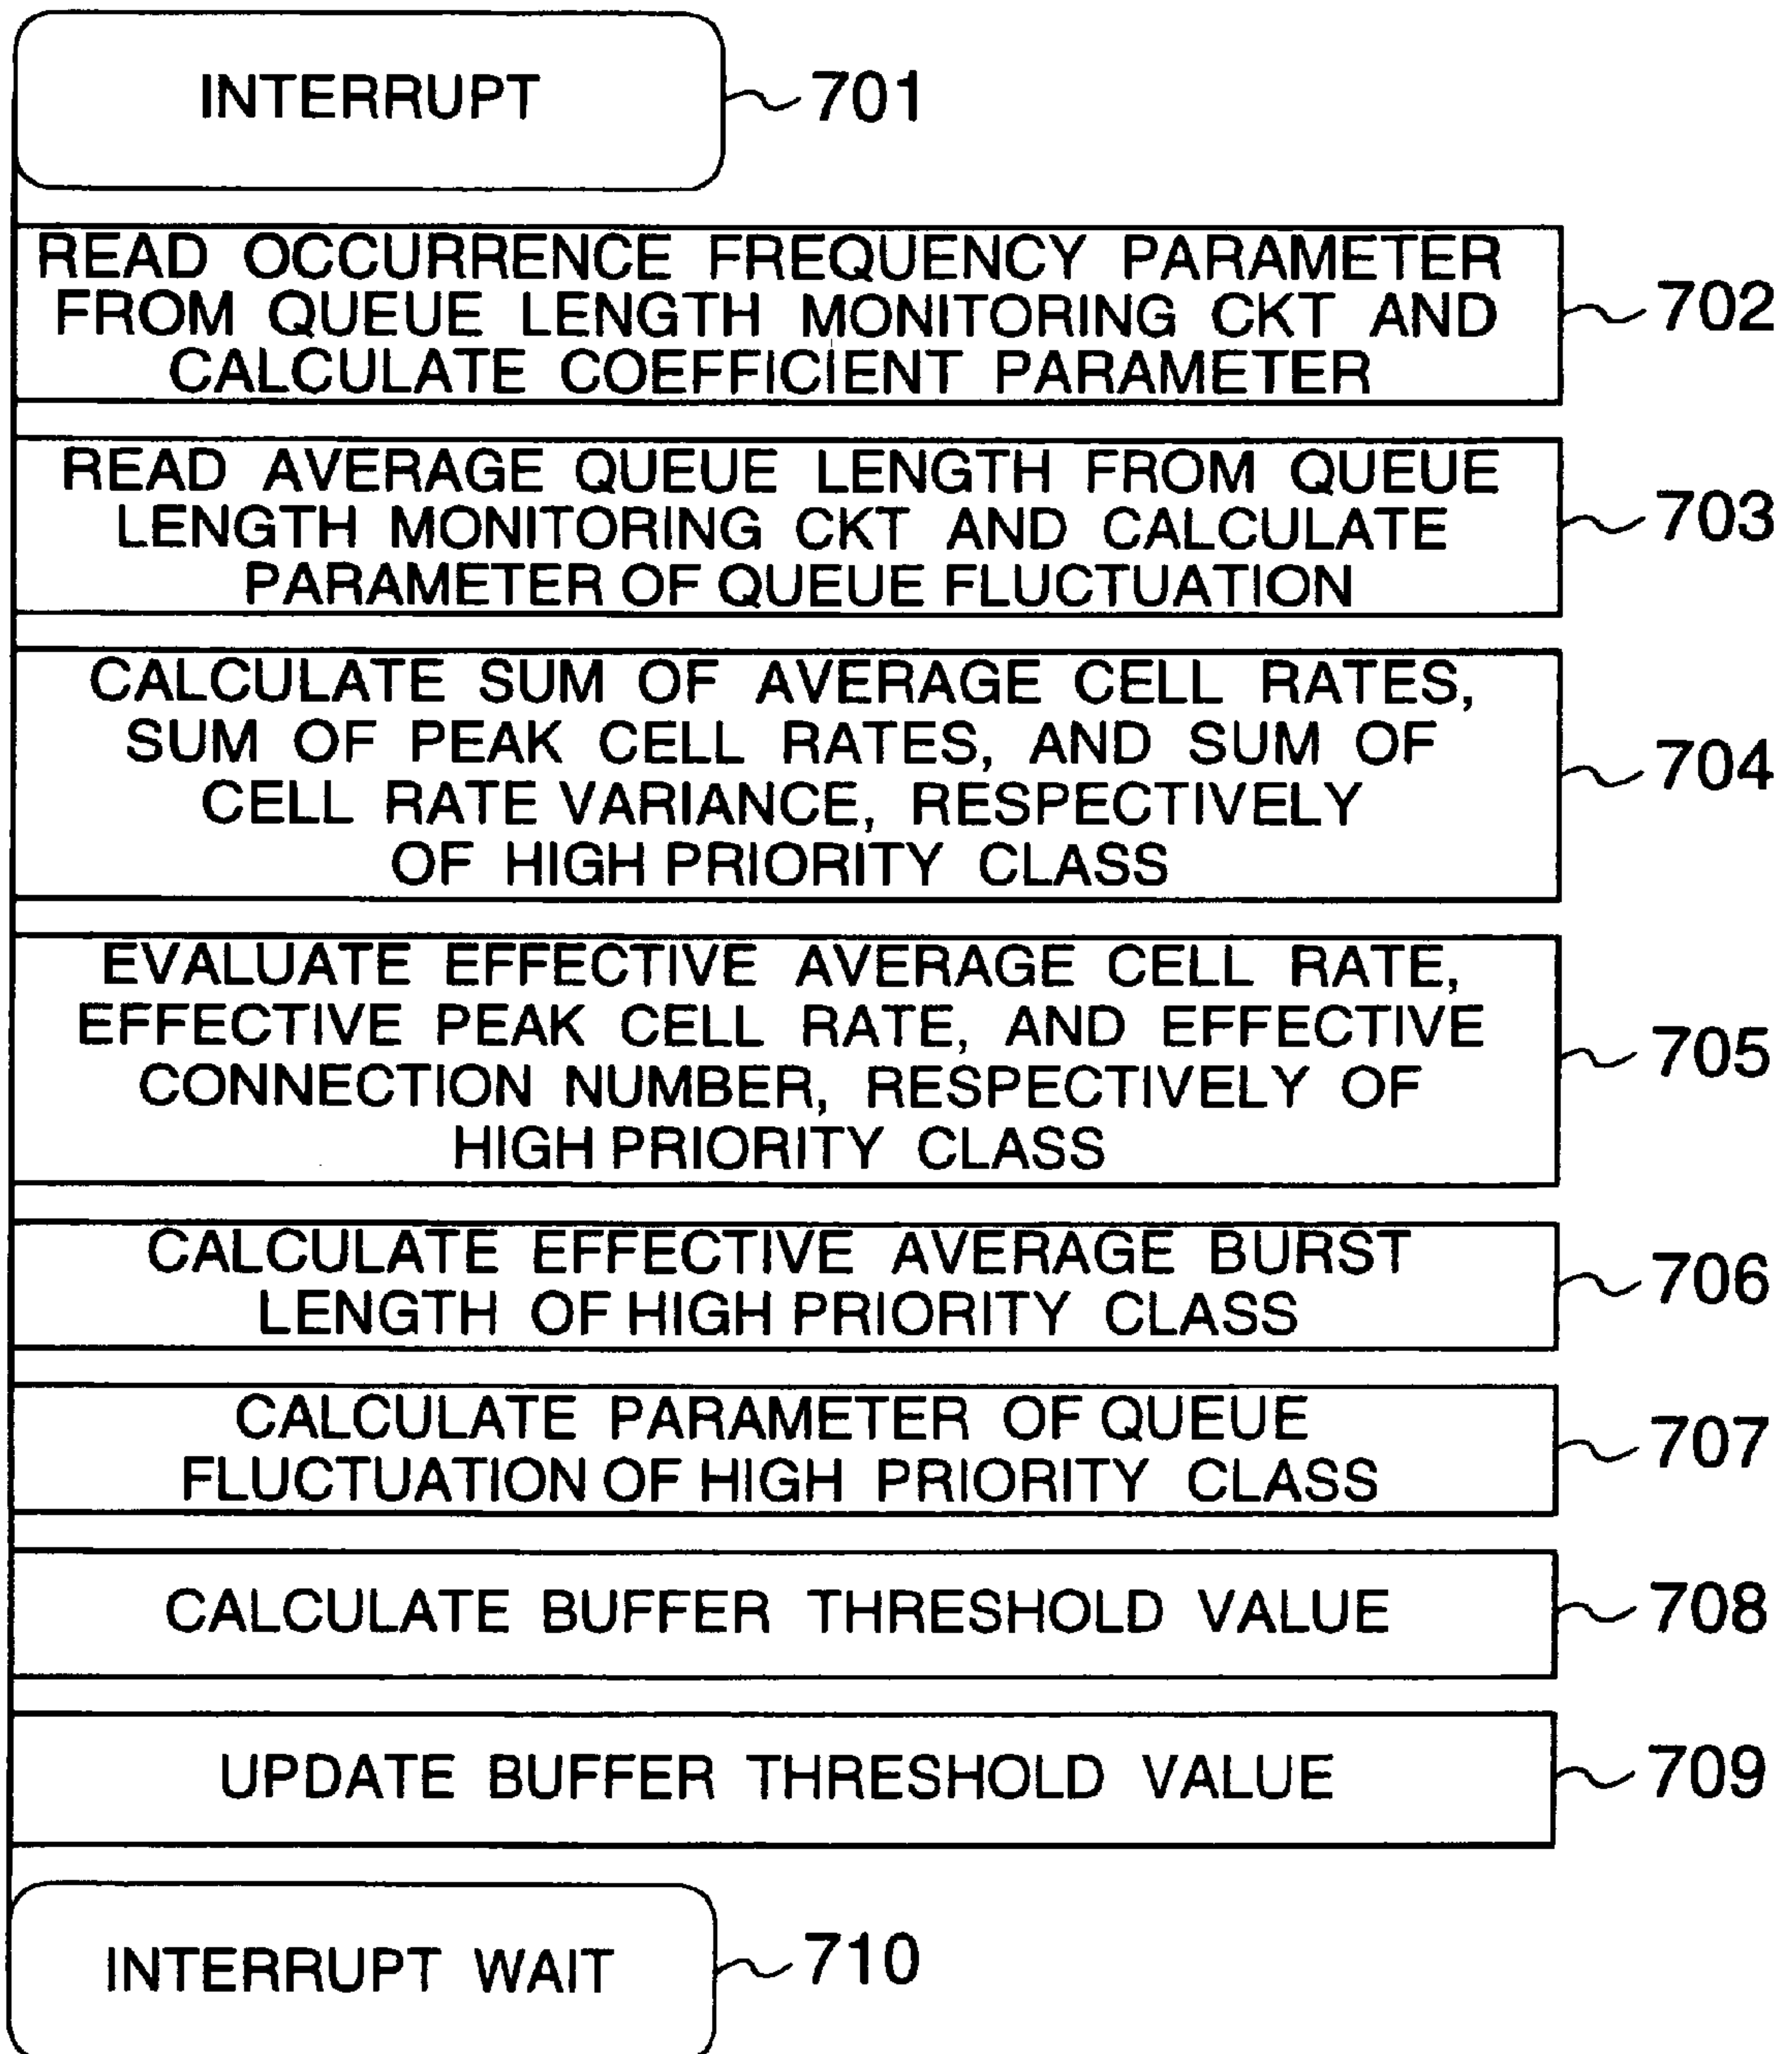 INTERRUPT
701
READ OCCURRENCE FREQUENCY PARAMETER
FROM QUEUE LENGTH MONITORING CKT AND
CALCULATE COEFFICIENT PARAMETER
702
READ AVERAGE QUEUE LENGTH FROM QUEUE
LENGTH MONITORING CKT AND CALCULATE
PARAMETER OF QUEUE FLUCTUATION
703
CALCULATE SUM OF AVERAGE CELL RATES,
SUM OF PEAK CELL RATES, AND SUM OF
CELL RATE VARIANCE, RESPECTIVELY
OF HIGH PRIORITY CLASS
704
EVALUATE EFFECTIVE AVERAGE CELL RATE,
EFFECTIVE PEAK CELL RATE, AND EFFECTIVE
CONNECTION NUMBER, RESPECTIVELY OF
HIGH PRIORITY CLASS
705
CALCULATE EFFECTIVE AVERAGE BURST
LENGTH OF HIGH PRIORITY CLASS
706
CALCULATE PARAMETER OF QUEUE
FLUCTUATION OF HIGH PRIORITY CLASS
707
CALCULATE BUFFER THRESHOLD VALUE
708
UPDATE BUFFER THRESHOLD VALUE
709
INTERRUPT WAIT
710